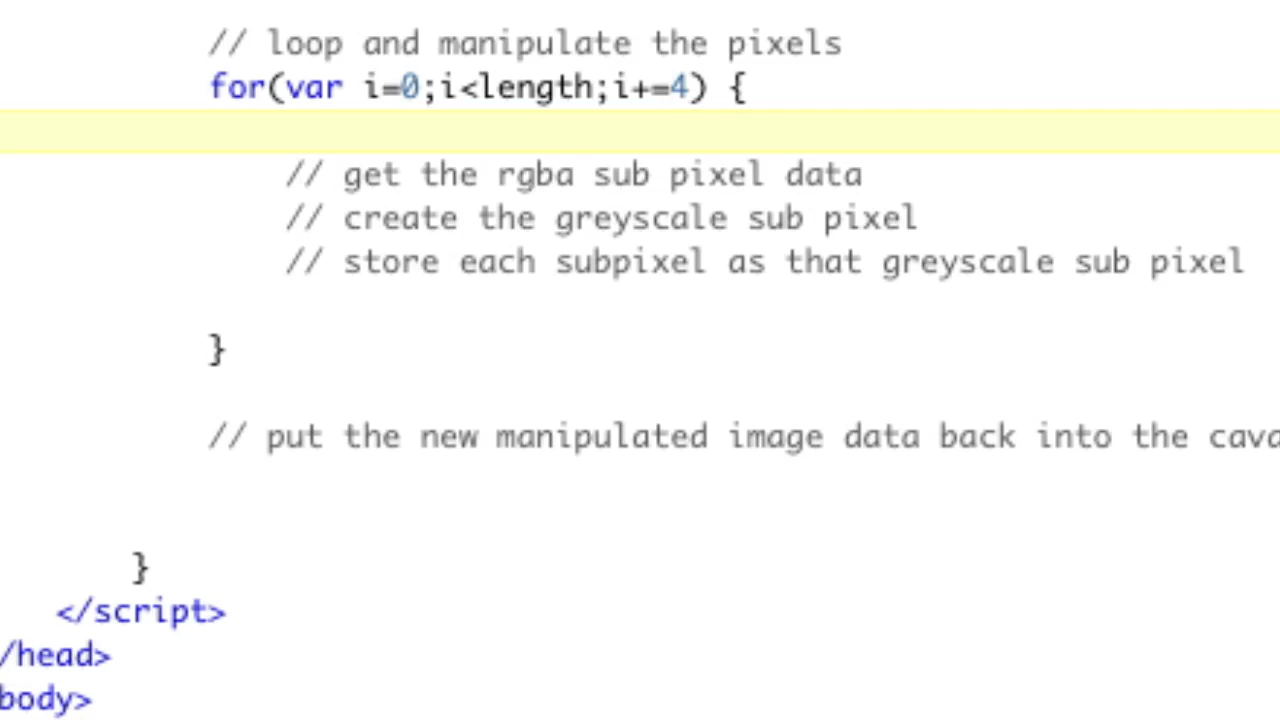 // loop and manipulate the pixels
for(var i=0;i<length;i+=4) {
// get the rgba sub pixel data
// create the greyscale sub pixel
// store each subpixel as that greyscale sub pixel
}
// put the new manipulated image data back into the
}
</script>
/head>
body>